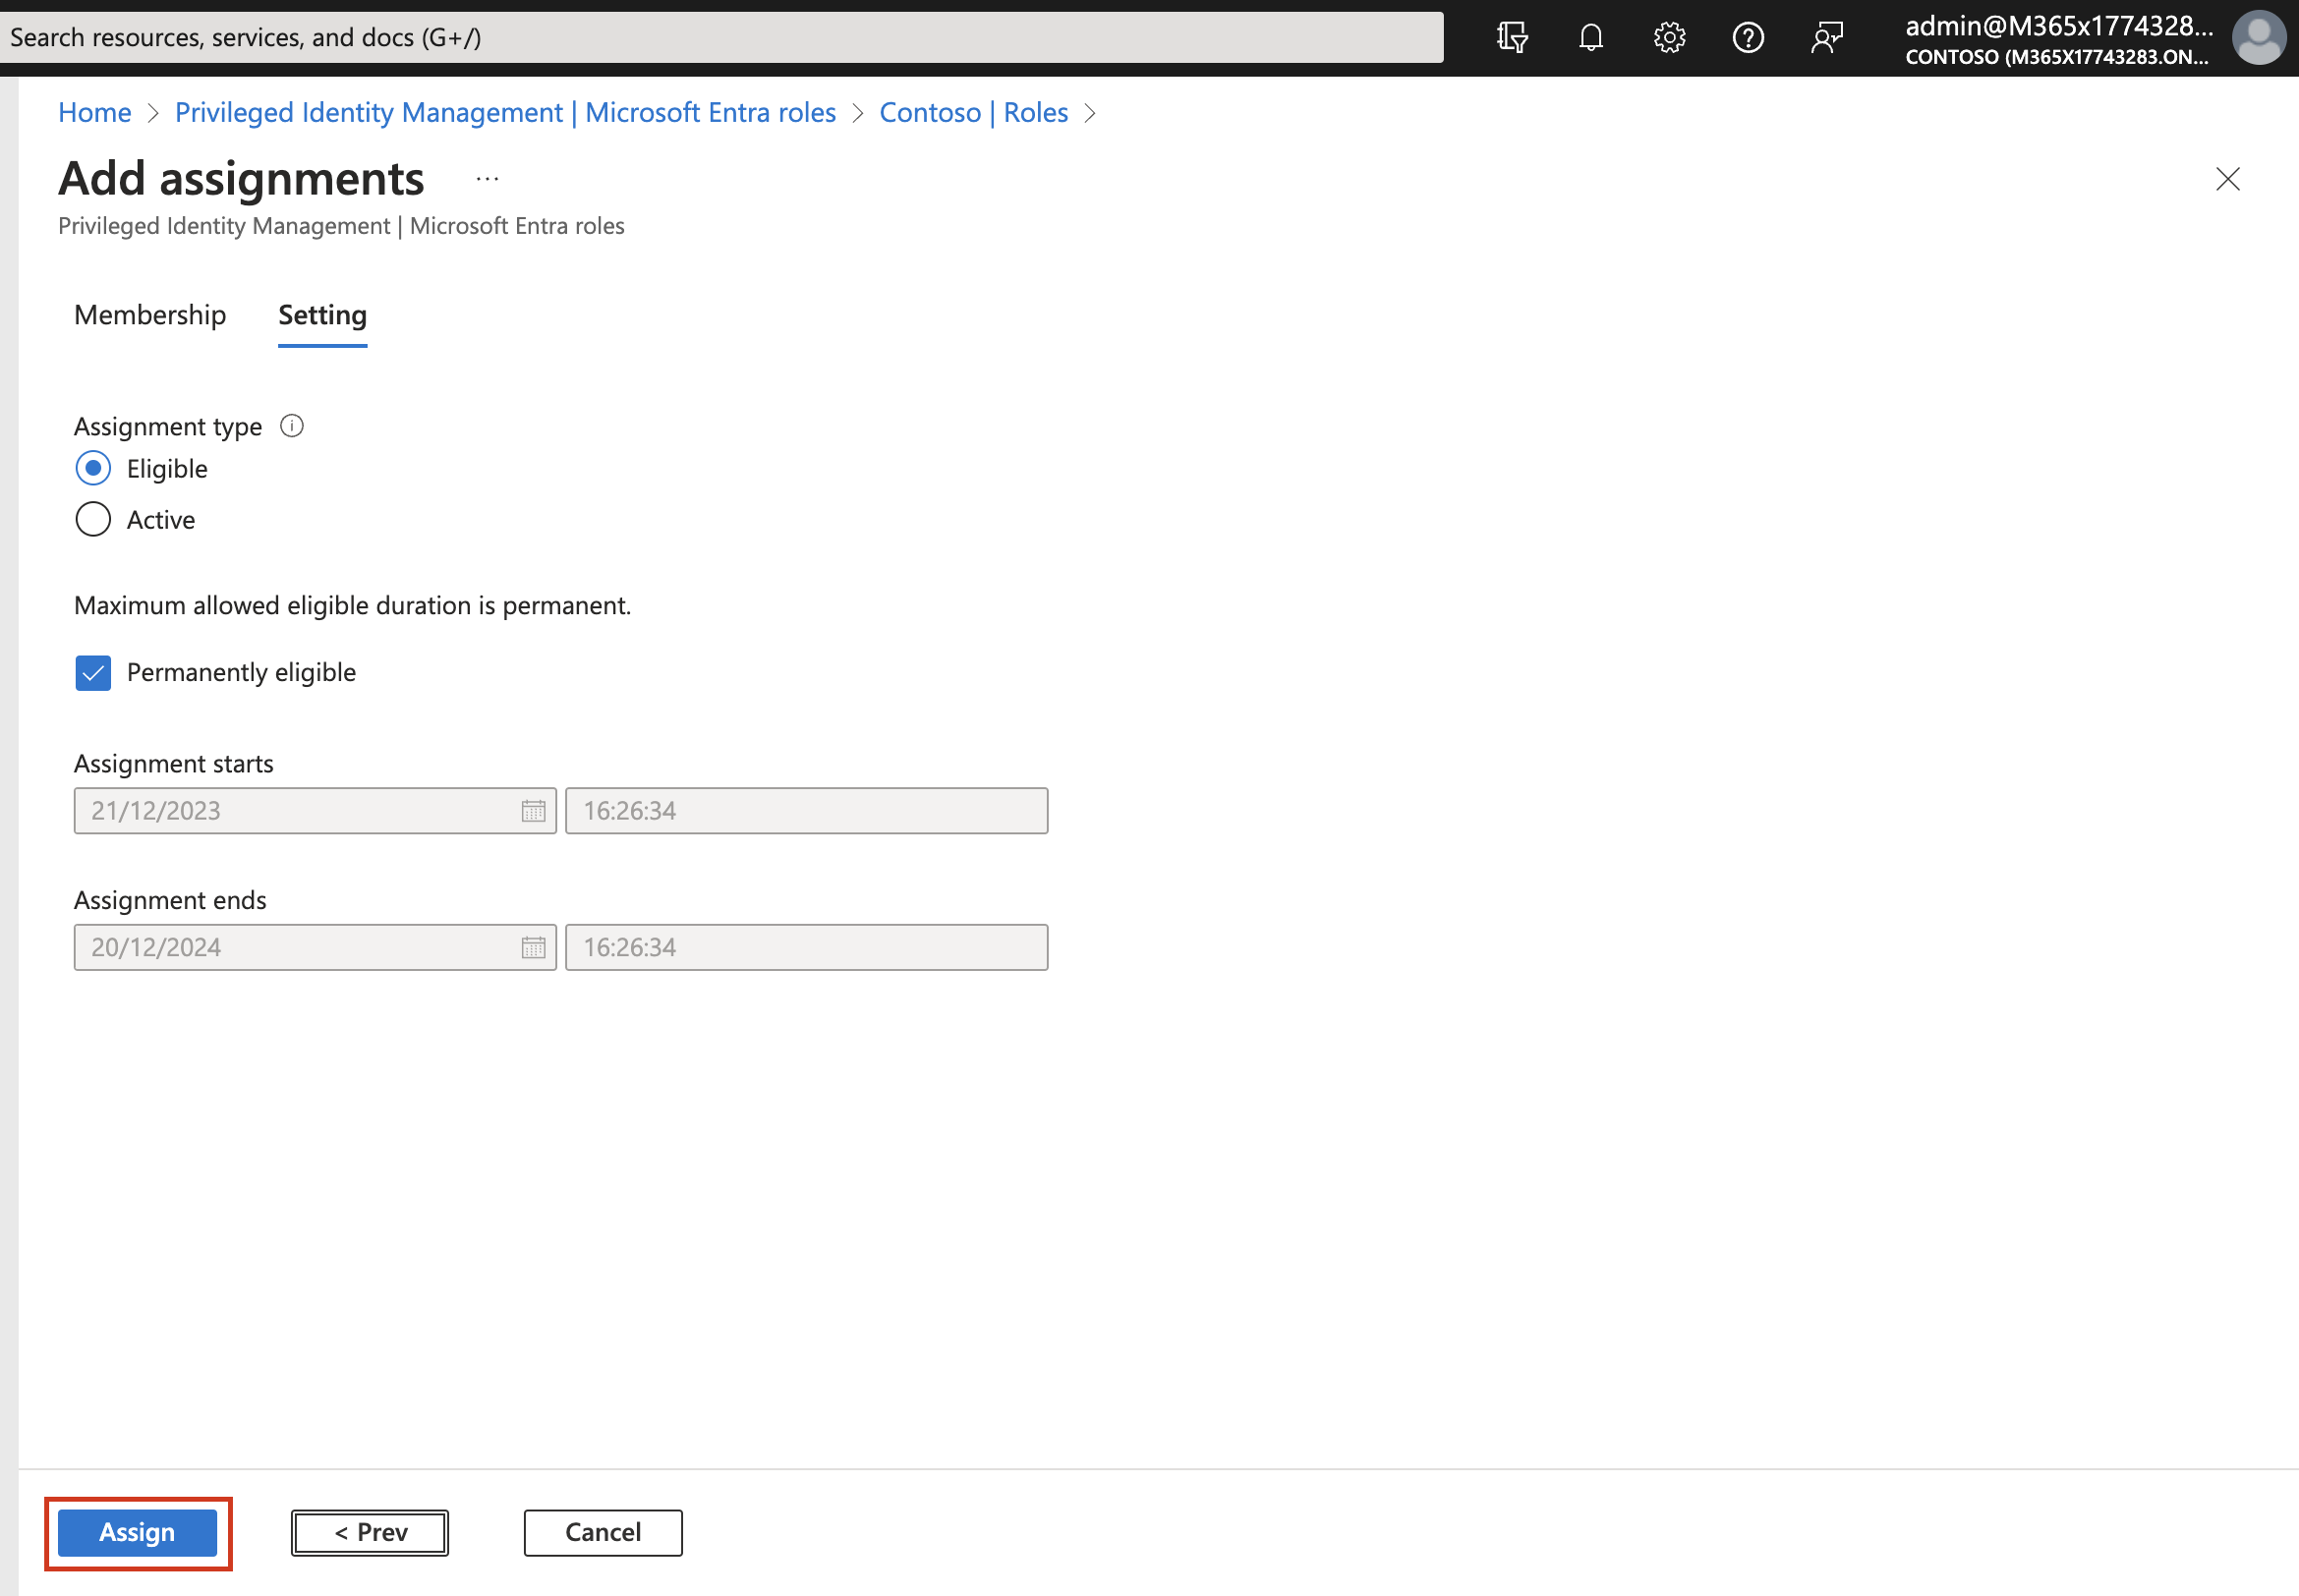 Search resources, services, and docs (G+/)
admin@M365x1774328...
CONTOSO (M365X17743283.ON...
Home > Privileged Identity Management | Microsoft Entra roles > Contoso | Roles >
Add assignments ...
Privileged Identity Management | Microsoft Entra roles
Membership Setting
Assignment type
Eligible
Active
Maximum allowed eligible duration is permanent.
Permanently eligible
Assignment starts
21/12/2023 16:26:34
Assignment ends
20/12/2024 16:26:34
Assign < Prev Cancel